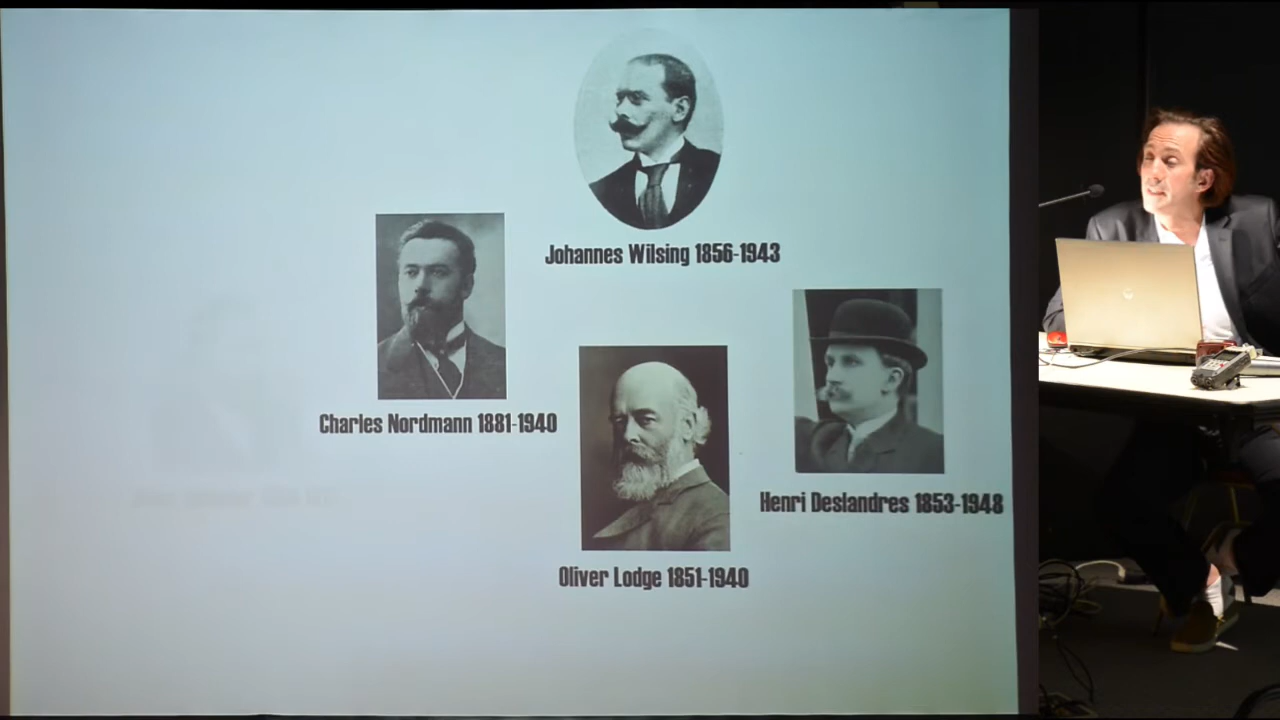 Johannes Wilsing 1856-1943
Charles Nordmann 1881-1940
Henri Deslandres 1853-1948
Oliver Lodge 1851-1940